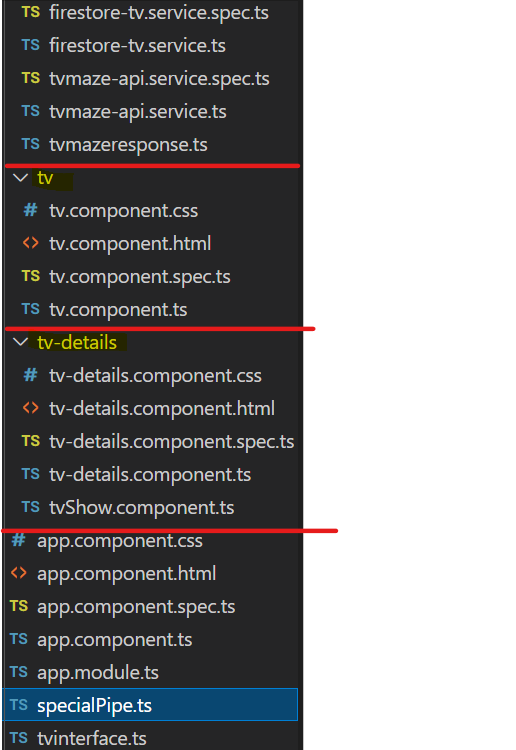 TS firestore-tv.service.spec.ts
TS firestore-tv.service.ts
TS tvmaze-api.service.spec.ts
TS tvmaze-api.service.ts
TS tvmazeresponse.ts
tv
# tv.component.css
<> tv.component.html
TS tv.component.spec.ts
TS tv.component.ts
tv-details
# tv-details.component.css
<> tv-details.component.html
TS tv-details.component.spec.ts
TS tv-details.component.ts
TS tvShow.component.ts
# app.component.css
<> app.component.html
TS app.component.spec.ts
TS app.component.ts
TS app.module.ts
TS specialPipe.ts
TS tvinterface.ts